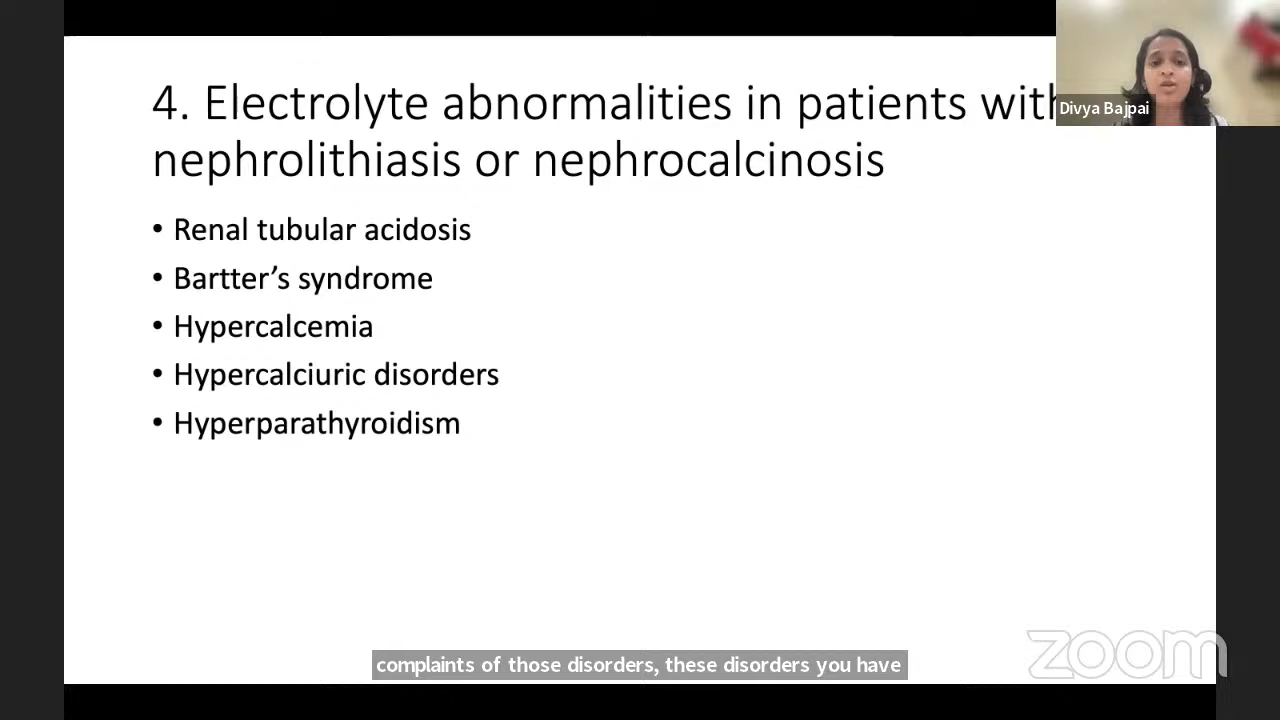 4. Electrolyte abnormalities in patients with
nephrolithiasis or nephrocalcinosis
• Renal tubular acidosis
• Bartter’s syndrome
• Hypercalcemia
• Hypercalciuric disorders
• Hyperparathyroidism
Divya Bajpai
complaints of those disorders, these disorders you have
zoom